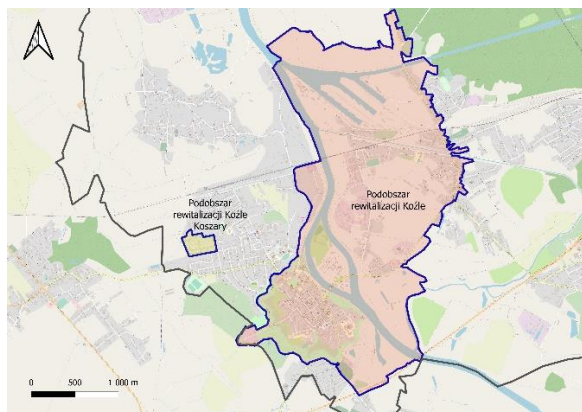 Podobszar
rewitalizacji Koźle
Koszary
Podobszar
rewitalizacji Koźle
0 500 1 000 m